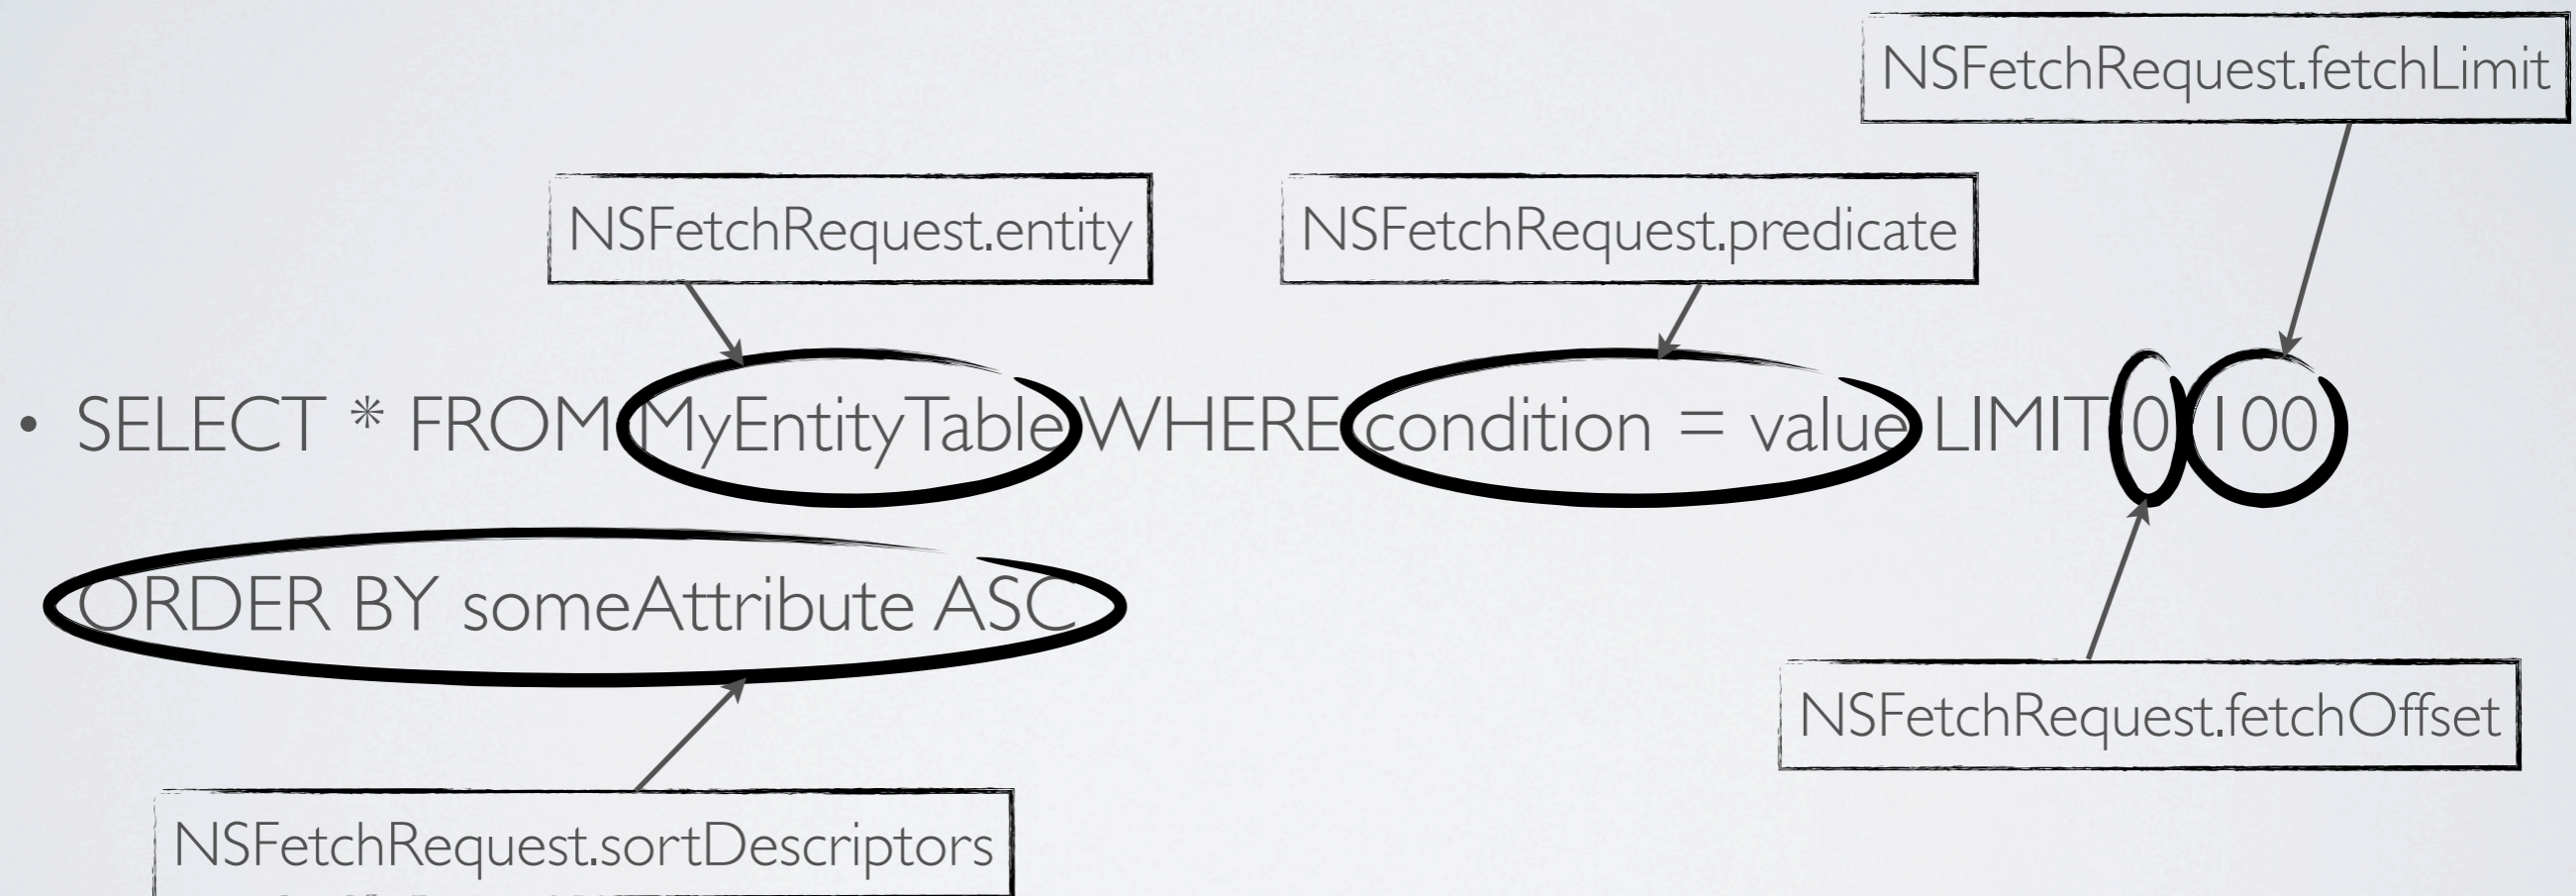 NSFetchRequest.fetchLimit
NSFetchRequest.entity
NSFetchRequest.predicate
• SELECT * FROM MyEntityTable WHERE condition = value LIMIT 0 100
ORDER BY someAttribute ASC
NSFetchRequest.fetchOffset
NSFetchRequest.sortDescriptors